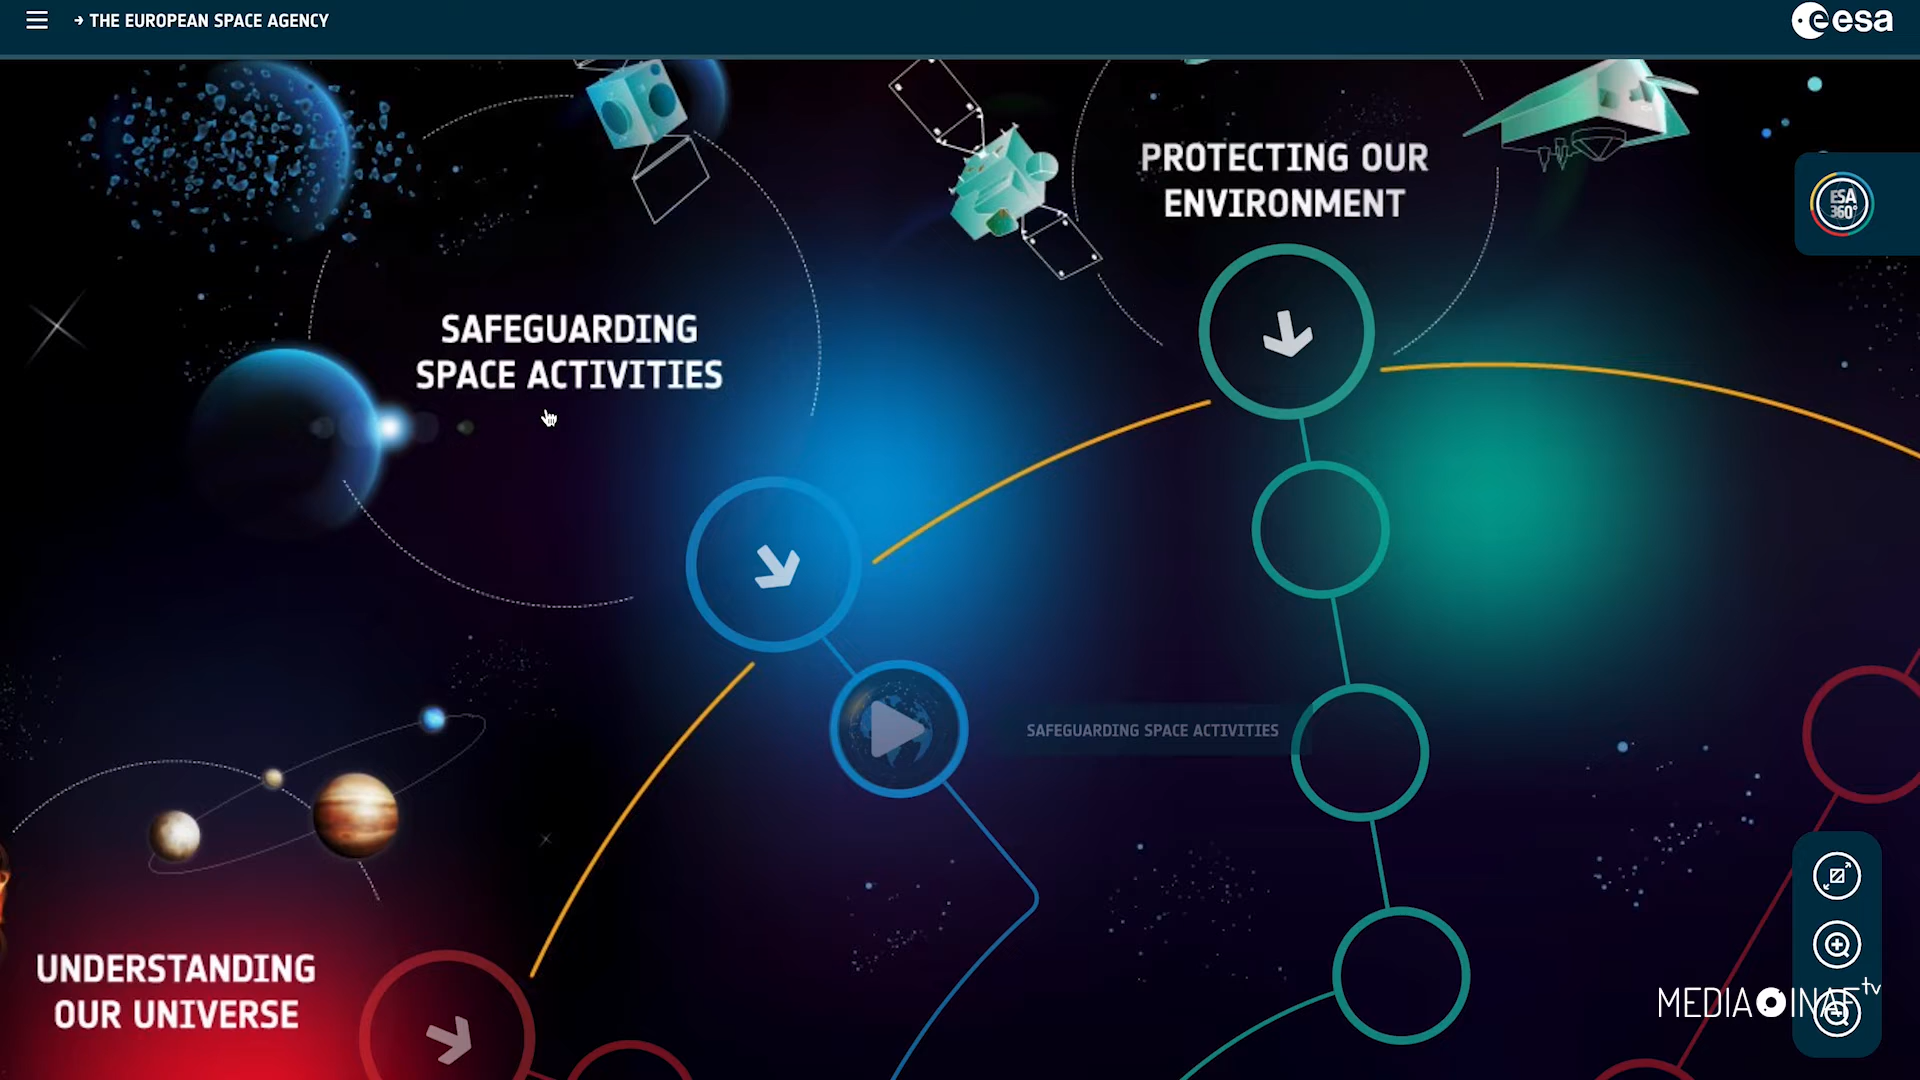 → THE EUROPEAN SPACE AGENCY
esa
PROTECTING OUR
ENVIRONMENT
ESA
360°
SAFEGUARDING
SPACE ACTIVITIES
SAFEGUARDING SPACE ACTIVITIES
UNDERSTANDING
OUR UNIVERSE
MEDIA INAF tv